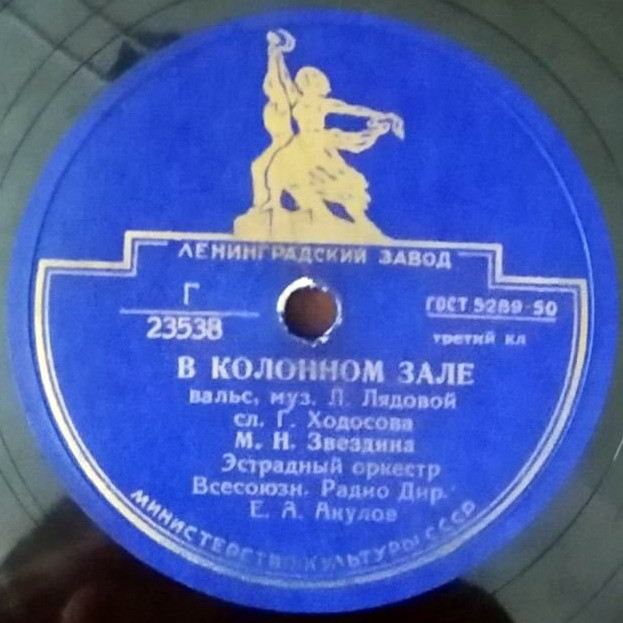 ЛЕНИНГРАДСКИЙ ЗАВОД
Г
23538
ГОСТ 5289-50
третий кл
В КОЛОННОМ ЗАЛЕ
вальс, муз. Л. Лядовой
сл. Г. Ходосова
М. Н. Звездина
Эстрадный оркестр
Всесоюзн. Радио Дир.
Е. А. Акулов
МИНИСТЕРСТВО КУЛЬТУРЫ СССР